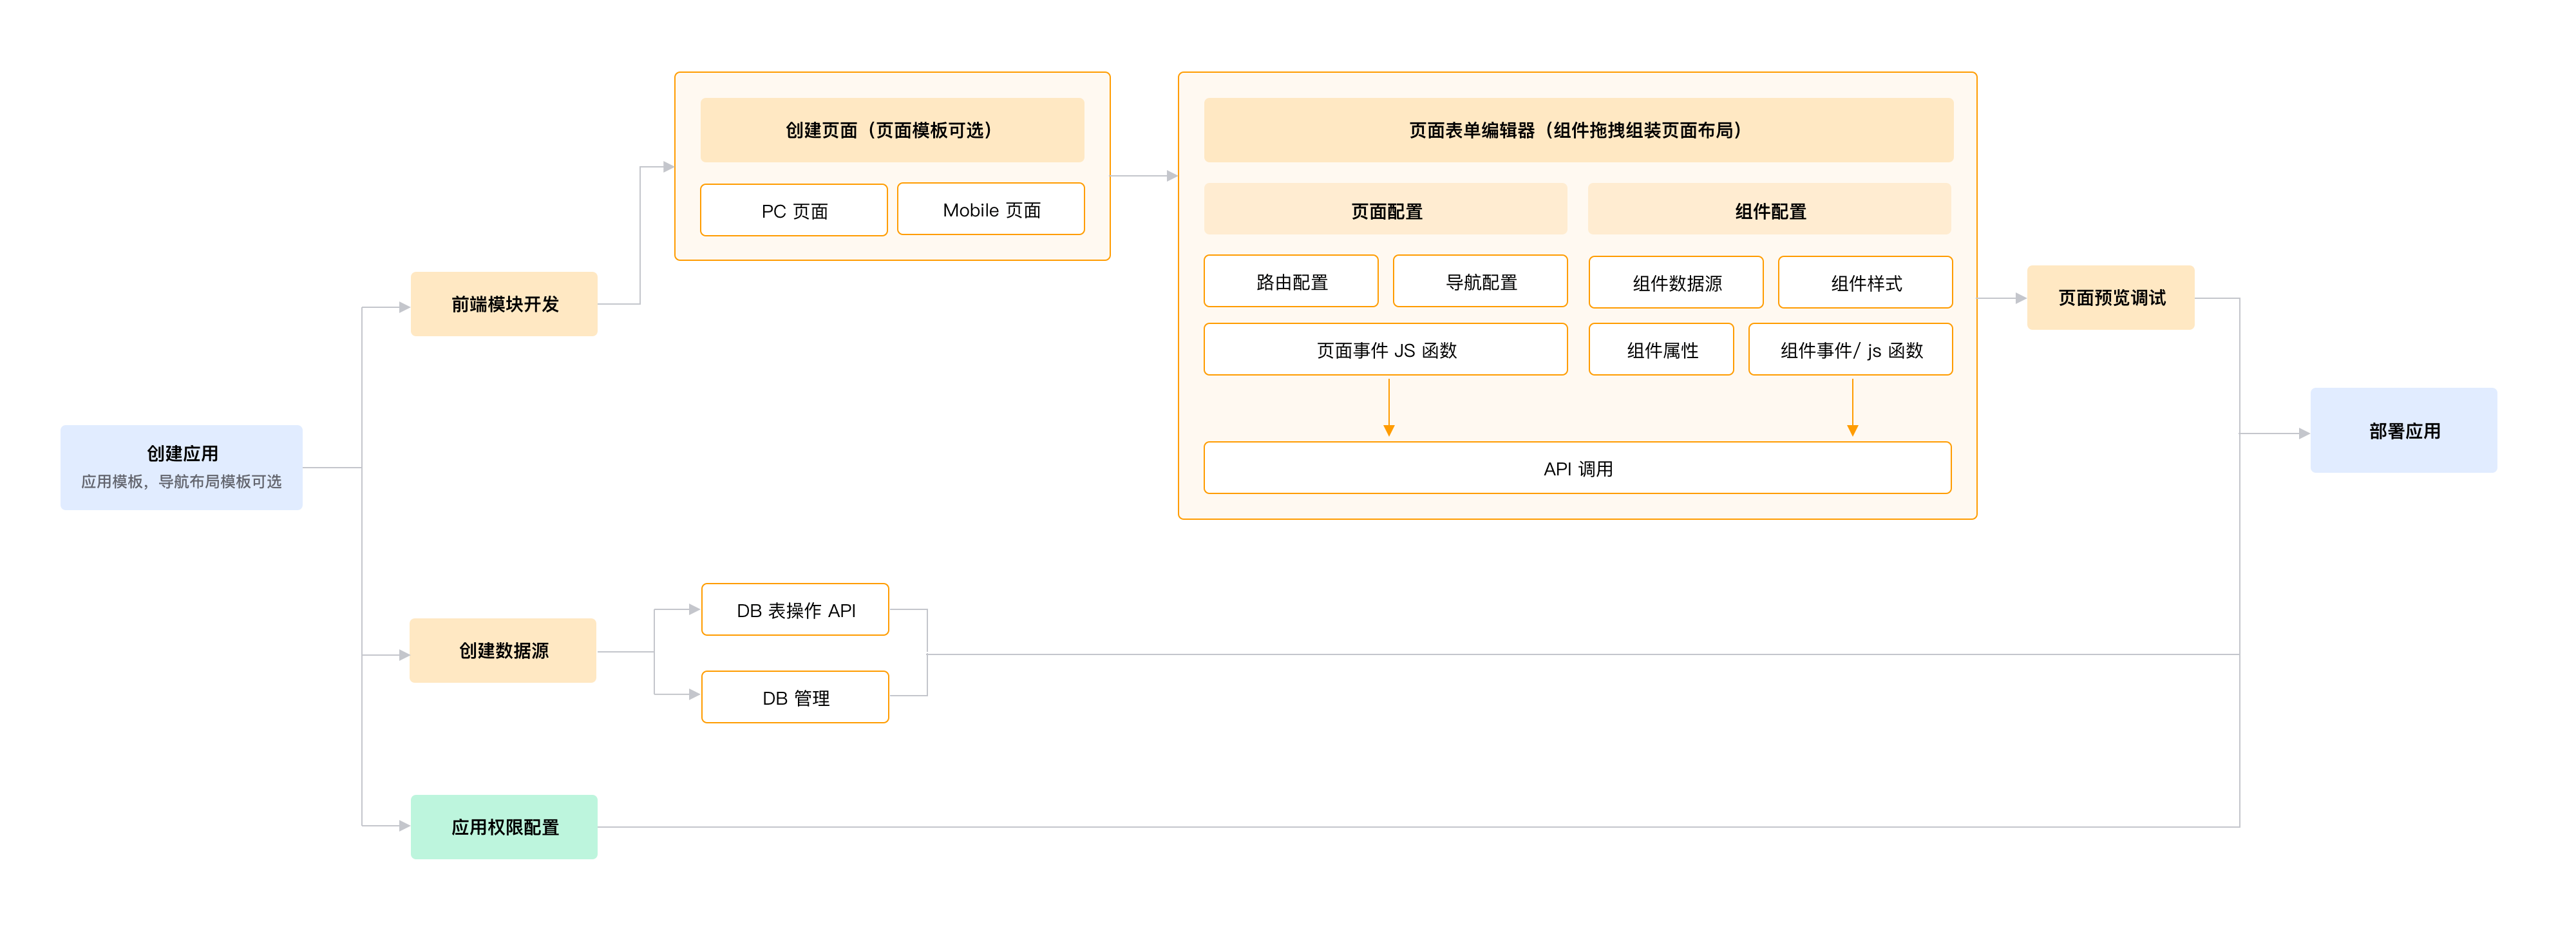 创建应用
应用模板，导航布局模板可选
前端模块开发
创建页面（页面模板可选）
PC 页面
Mobile 页面
页面表单编辑器（组件拖拽组装页面布局）
页面配置
组件配置
路由配置
导航配置
组件数据源
组件样式
页面事件 JS 函数
组件属性
组件事件/ js 函数
API 调用
页面预览调试
部署应用
创建数据源
DB 表操作 API
DB 管理
应用权限配置